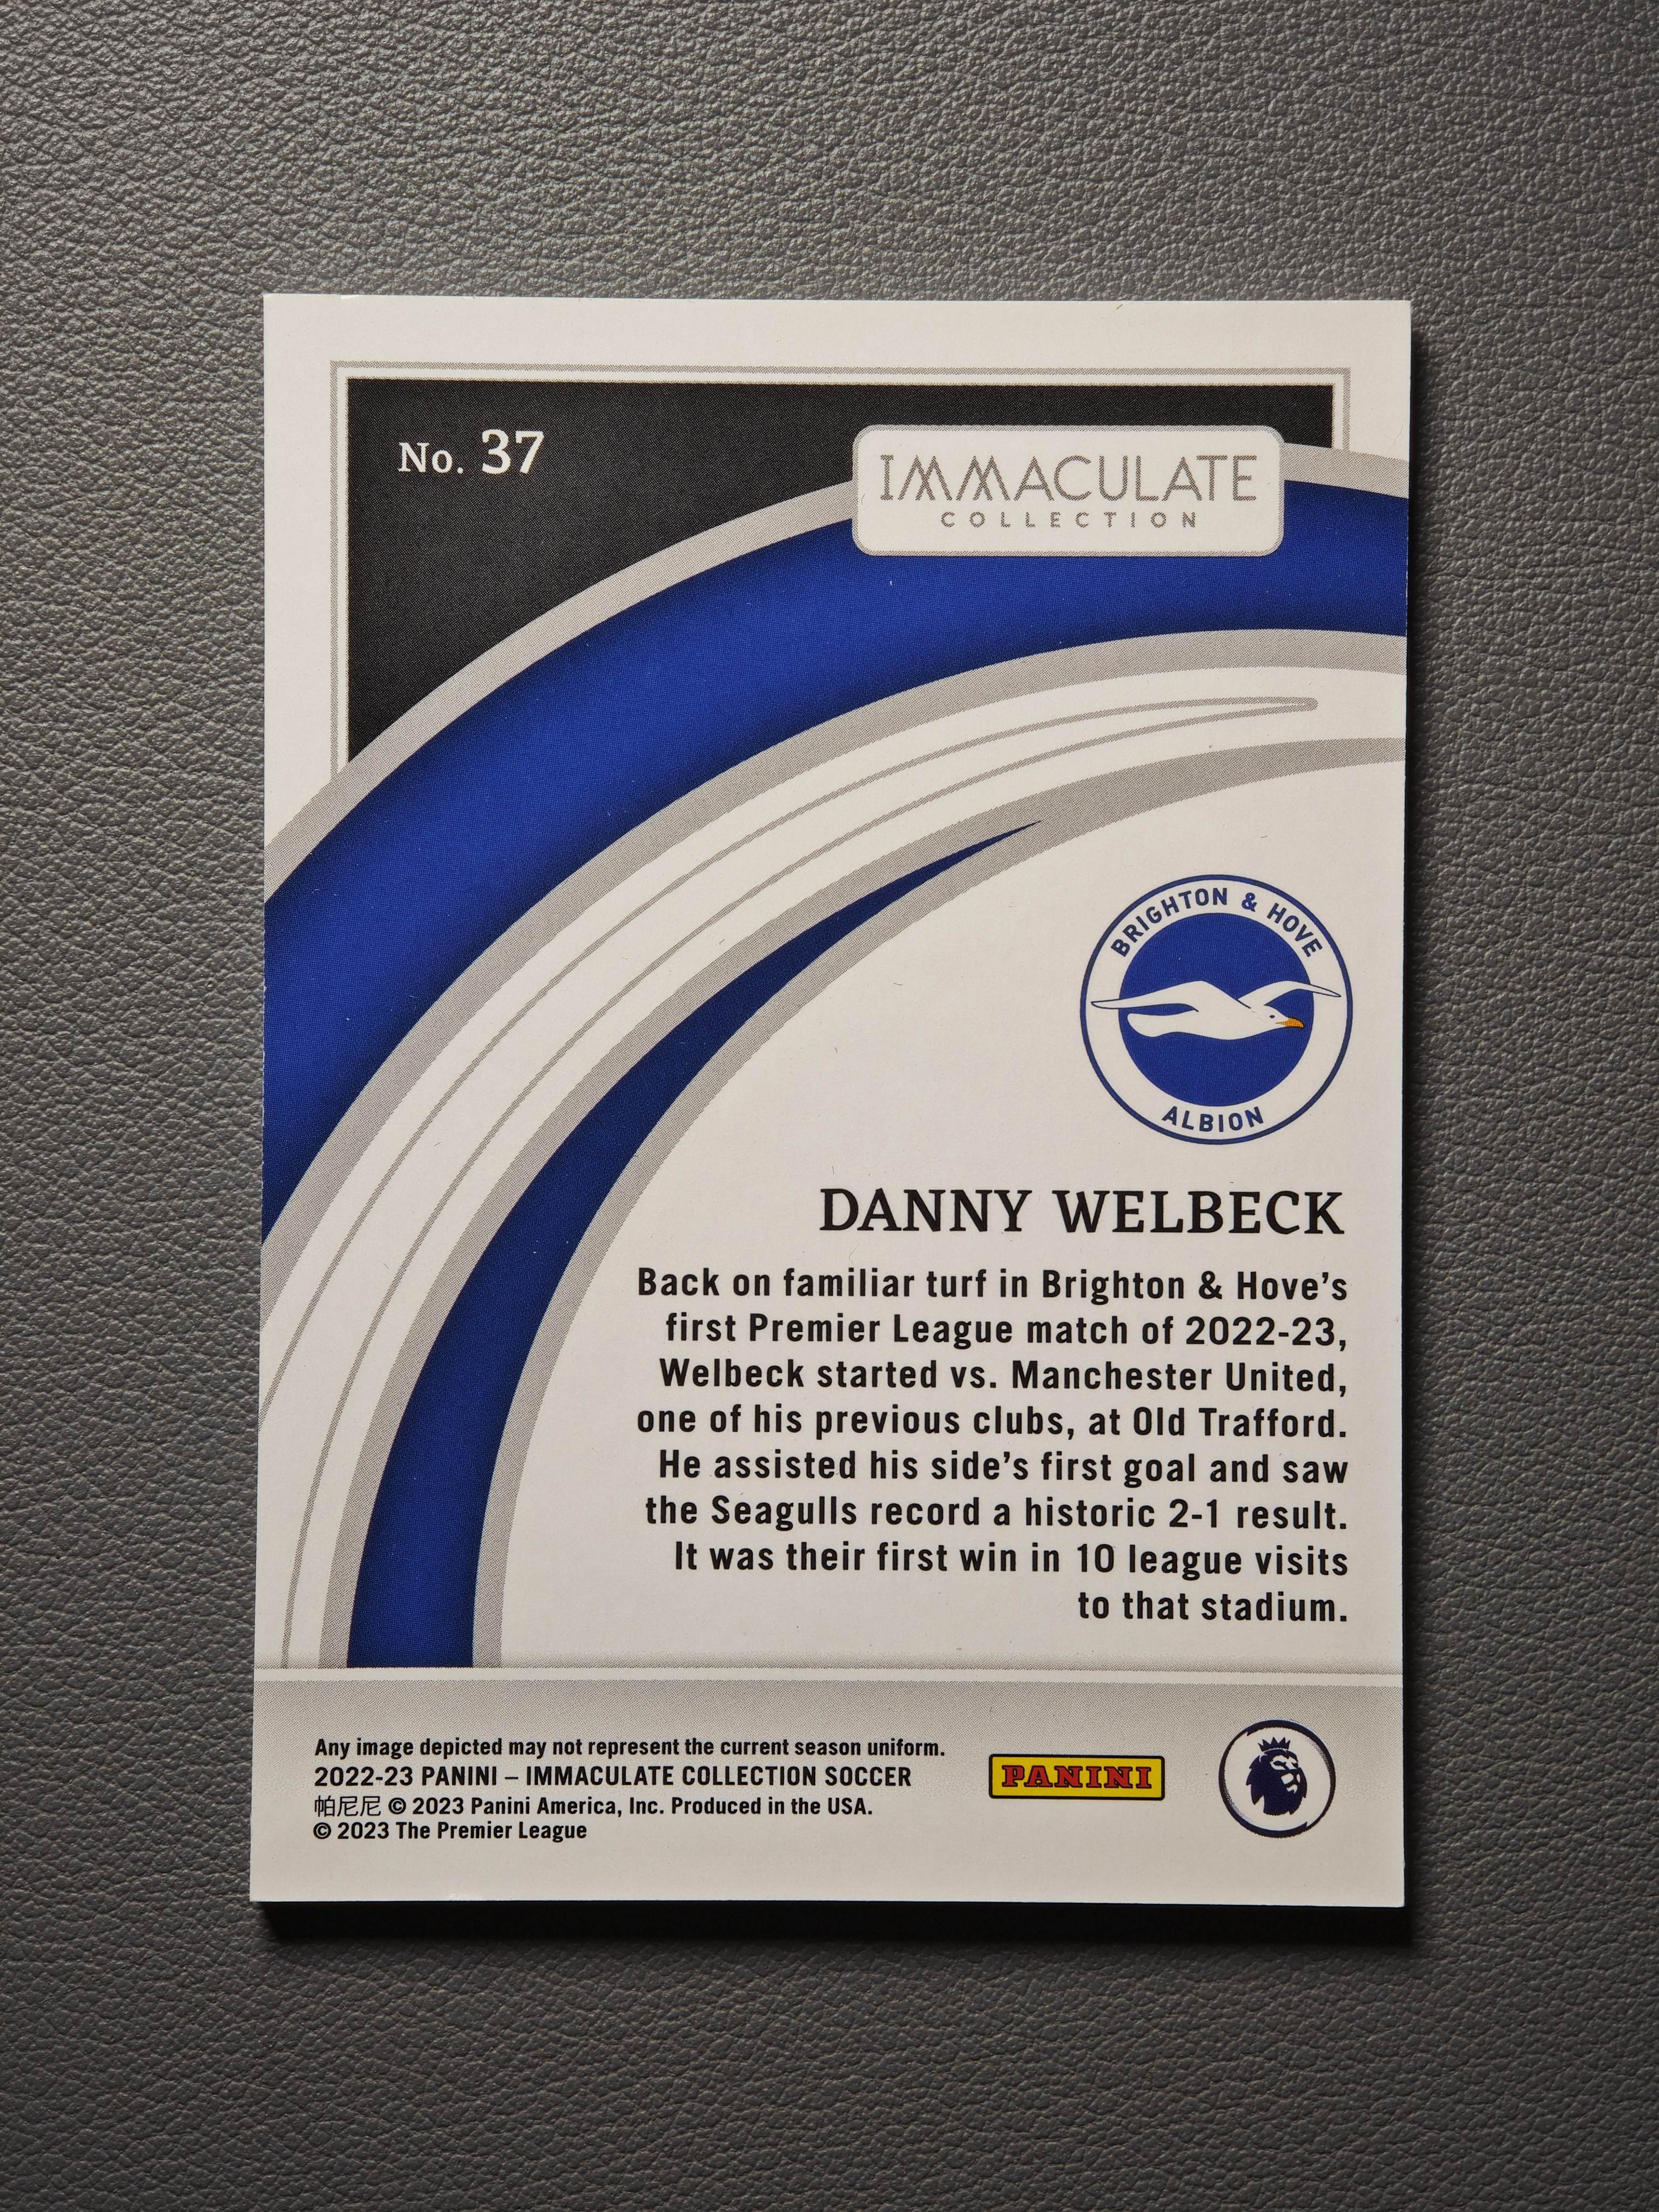 No. 37
IMMACULATE
COLLECTION
BRIGHTON & HOVE
ALBION
DANNY WELBECK
Back on familiar turf in Brighton & Hove's
first Premier League match of 2022-23,
Welbeck started vs. Manchester United,
one of his previous clubs, at Old Trafford.
He assisted his side's first goal and saw
the Seagulls record a historic 2-1 result.
It was their first win in 10 league visits
to that stadium.
Any image depicted may not represent the current season uniform.
2022-23 PANINI – IMMACULATE COLLECTION SOCCER
帕尼尼 © 2023 Panini America, Inc. Produced in the USA.
© 2023 The Premier League
PANINI